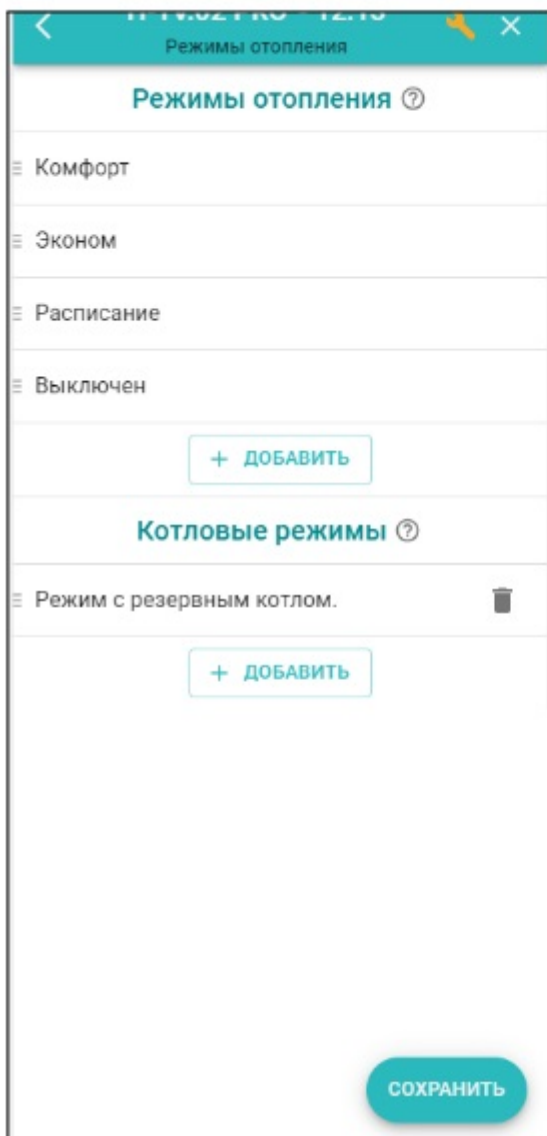 Режимы отопления
Режимы отопления
Комфорт
Эконом
Расписание
Выключен
+ ДОБАВИТЬ
Котловые режимы
Режим с резервным котлом.
+ ДОБАВИТЬ
СОХРАНИТЬ